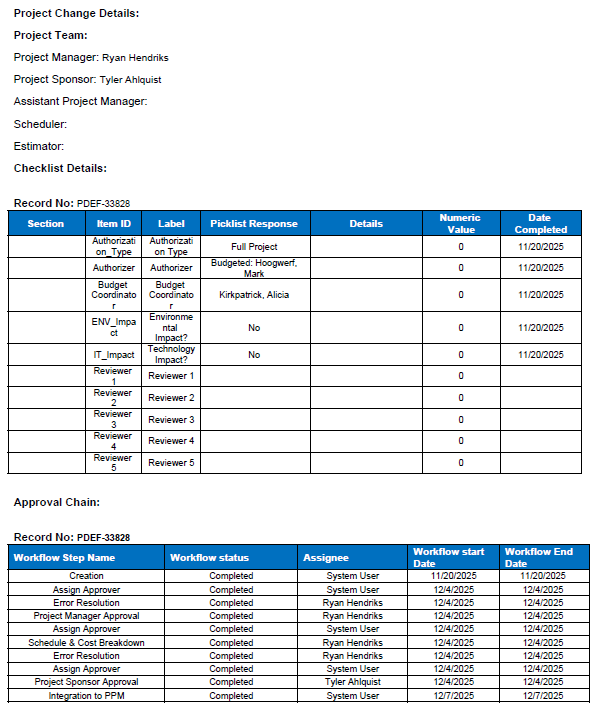 Project Change Details:
Project Team:
Project Manager: Ryan Hendriks
Project Sponsor: Tyler Ahlquist
Assistant Project Manager:
Scheduler:
Estimator:
Checklist Details:
Record No: PDEF-33828
Section Item ID Label Picklist Response Details Numeric Value Date Completed
Authorizati on_Type Authorizati on Type Full Project 0 11/20/2025
Authorizer Authorizer Budgeted: Hoogwerf, Mark 0 11/20/2025
Budget Coordinato r Budget Coordinato r Kirkpatrick, Alicia 0 11/20/2025
ENV_Impa ct Environme ntal Impact? No 0 11/20/2025
IT_Impact Technology Impact? No 0 11/20/2025
Reviewer 1 Reviewer 1 0
Reviewer 2 Reviewer 2 0
Reviewer 3 Reviewer 3 0
Reviewer 4 Reviewer 4 0
Reviewer 5 Reviewer 5 0
Approval Chain:
Record No: PDEF-33828
Workflow Step Name Workflow status Assignee Workflow start Date Workflow End Date
Creation Completed System User 11/20/2025 11/20/2025
Assign Approver Completed System User 12/4/2025 12/4/2025
Error Resolution Completed Ryan Hendriks 12/4/2025 12/4/2025
Project Manager Approval Completed Ryan Hendriks 12/4/2025 12/4/2025
Assign Approver Completed System User 12/4/2025 12/4/2025
Schedule & Cost Breakdown Completed Ryan Hendriks 12/4/2025 12/4/2025
Error Resolution Completed Ryan Hendriks 12/4/2025 12/4/2025
Assign Approver Completed System User 12/4/2025 12/4/2025
Project Sponsor Approval Completed Tyler Ahlquist 12/4/2025 12/4/2025
Integration to PPM Completed System User 12/7/2025 12/7/2025